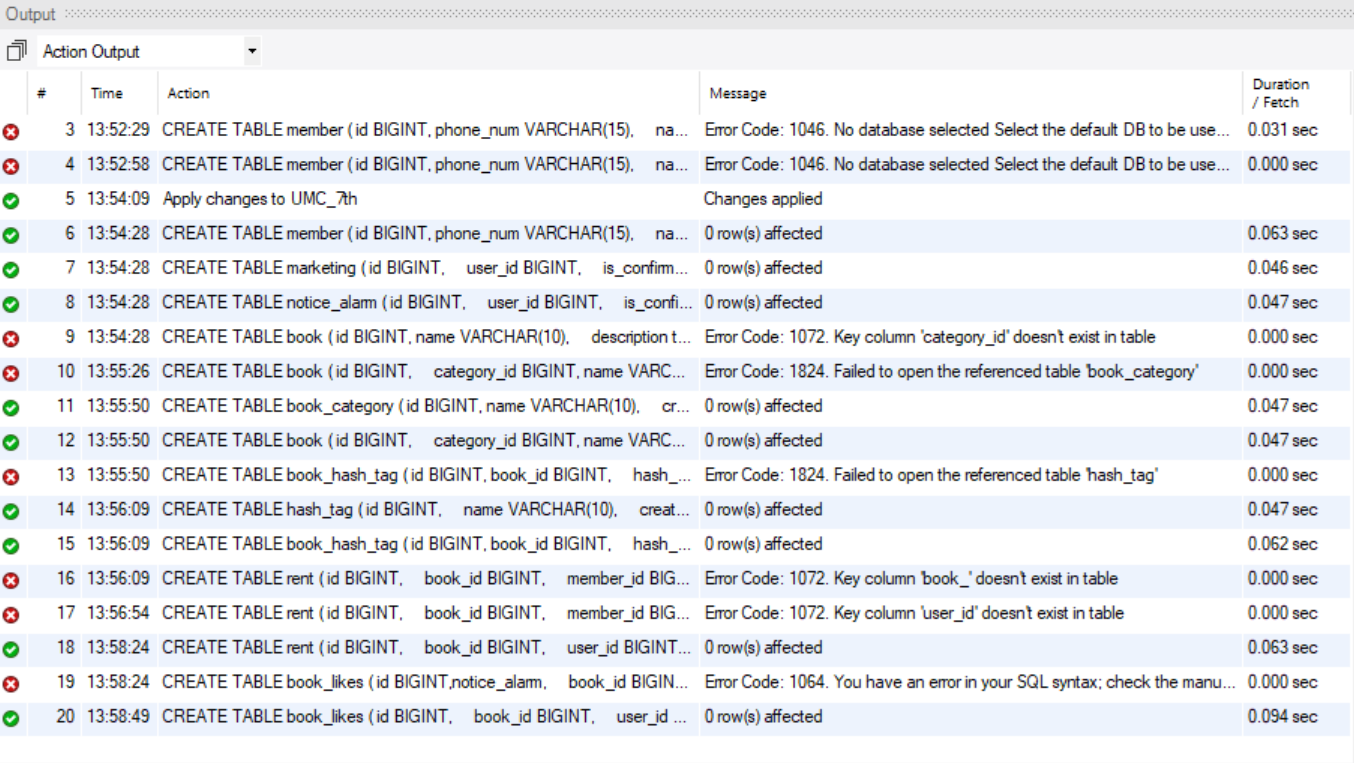 Output
Action Output
# Time Action Message Duration / Fetch
3 13:52:29 CREATE TABLE member ( id BIGINT, phone_num VARCHAR(15), na... Error Code: 1046. No database selected Select the default DB to be use... 0.031 sec
4 13:52:58 CREATE TABLE member ( id BIGINT, phone_num VARCHAR(15), na... Error Code: 1046. No database selected Select the default DB to be use... 0.000 sec
5 13:54:09 Apply changes to UMC_7th Changes applied
6 13:54:28 CREATE TABLE member ( id BIGINT, phone_num VARCHAR(15), na... 0 row(s) affected 0.063 sec
7 13:54:28 CREATE TABLE marketing ( id BIGINT, user_id BIGINT, is_confirm... 0 row(s) affected 0.046 sec
8 13:54:28 CREATE TABLE notice_alarm ( id BIGINT, user_id BIGINT, is_confi... 0 row(s) affected 0.047 sec
9 13:54:28 CREATE TABLE book ( id BIGINT, name VARCHAR(10), description t... Error Code: 1072. Key column 'category_id' doesn't exist in table 0.000 sec
10 13:55:26 CREATE TABLE book ( id BIGINT, category_id BIGINT, name VARC... Error Code: 1824. Failed to open the referenced table 'book_category' 0.000 sec
11 13:55:50 CREATE TABLE book_category ( id BIGINT, name VARCHAR(10), cr... 0 row(s) affected 0.047 sec
12 13:55:50 CREATE TABLE book ( id BIGINT, category_id BIGINT, name VARC... 0 row(s) affected 0.047 sec
13 13:55:50 CREATE TABLE book_hash_tag ( id BIGINT, book_id BIGINT, hash_... Error Code: 1824. Failed to open the referenced table 'hash_tag' 0.000 sec
14 13:56:09 CREATE TABLE hash_tag ( id BIGINT, name VARCHAR(10), creat... 0 row(s) affected 0.047 sec
15 13:56:09 CREATE TABLE book_hash_tag ( id BIGINT, book_id BIGINT, hash_... 0 row(s) affected 0.062 sec
16 13:56:09 CREATE TABLE rent ( id BIGINT, book_id BIGINT, member_id BIG... Error Code: 1072. Key column 'book_' doesn't exist in table 0.000 sec
17 13:56:54 CREATE TABLE rent ( id BIGINT, book_id BIGINT, member_id BIG... Error Code: 1072. Key column 'user_id' doesn't exist in table 0.000 sec
18 13:58:24 CREATE TABLE rent ( id BIGINT, book_id BIGINT, user_id BIGINT... 0 row(s) affected 0.063 sec
19 13:58:24 CREATE TABLE book_likes ( id BIGINT,notice_alarm, book_id BIGIN... Error Code: 1064. You have an error in your SQL syntax; check the manu... 0.000 sec
20 13:58:49 CREATE TABLE book_likes ( id BIGINT, book_id BIGINT, user_id ... 0 row(s) affected 0.094 sec